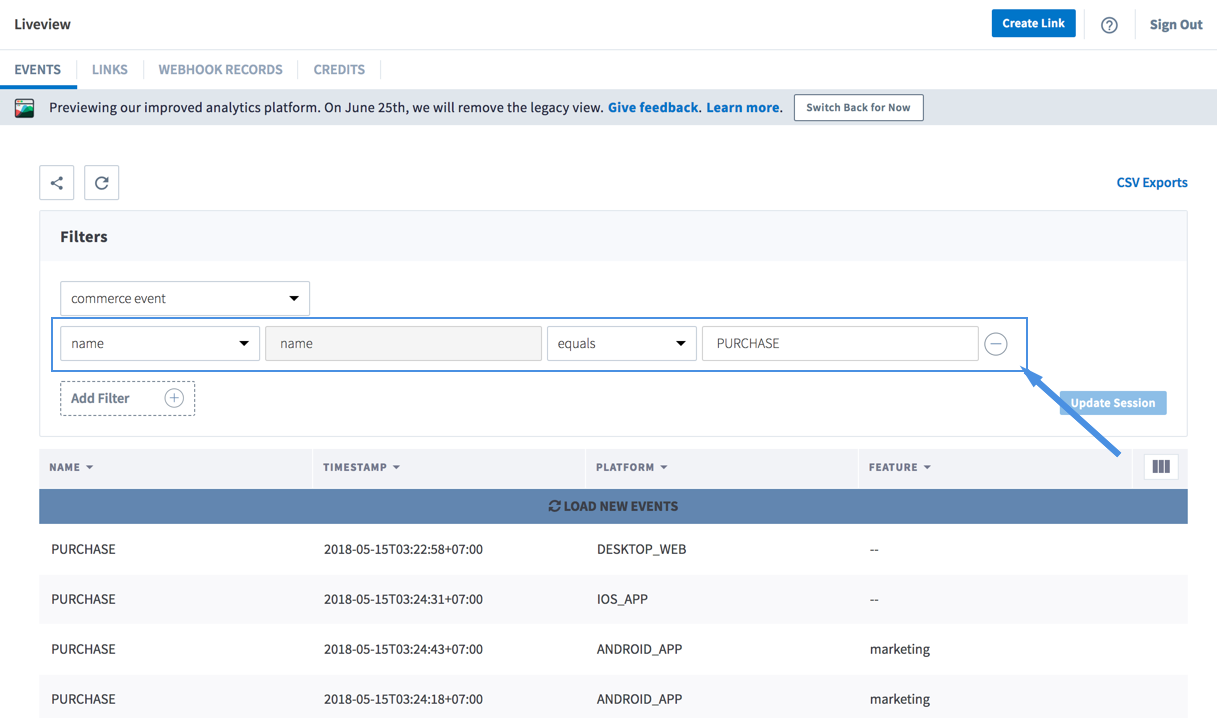 Liveview
Create Link
Sign Out
EVENTS LINKS WEBHOOK RECORDS CREDITS
Previewing our improved analytics platform. On June 25th, we will remove the legacy view. Give feedback. Learn more. Switch Back for Now
CSV Exports
Filters
commerce event
name name equals PURCHASE
Add Filter
Update Session
NAME TIMESTAMP PLATFORM FEATURE
LOAD NEW EVENTS
PURCHASE 2018-05-15T03:22:58+07:00 DESKTOP_WEB --
PURCHASE 2018-05-15T03:24:31+07:00 IOS_APP --
PURCHASE 2018-05-15T03:24:43+07:00 ANDROID_APP marketing
PURCHASE 2018-05-15T03:24:18+07:00 ANDROID_APP marketing